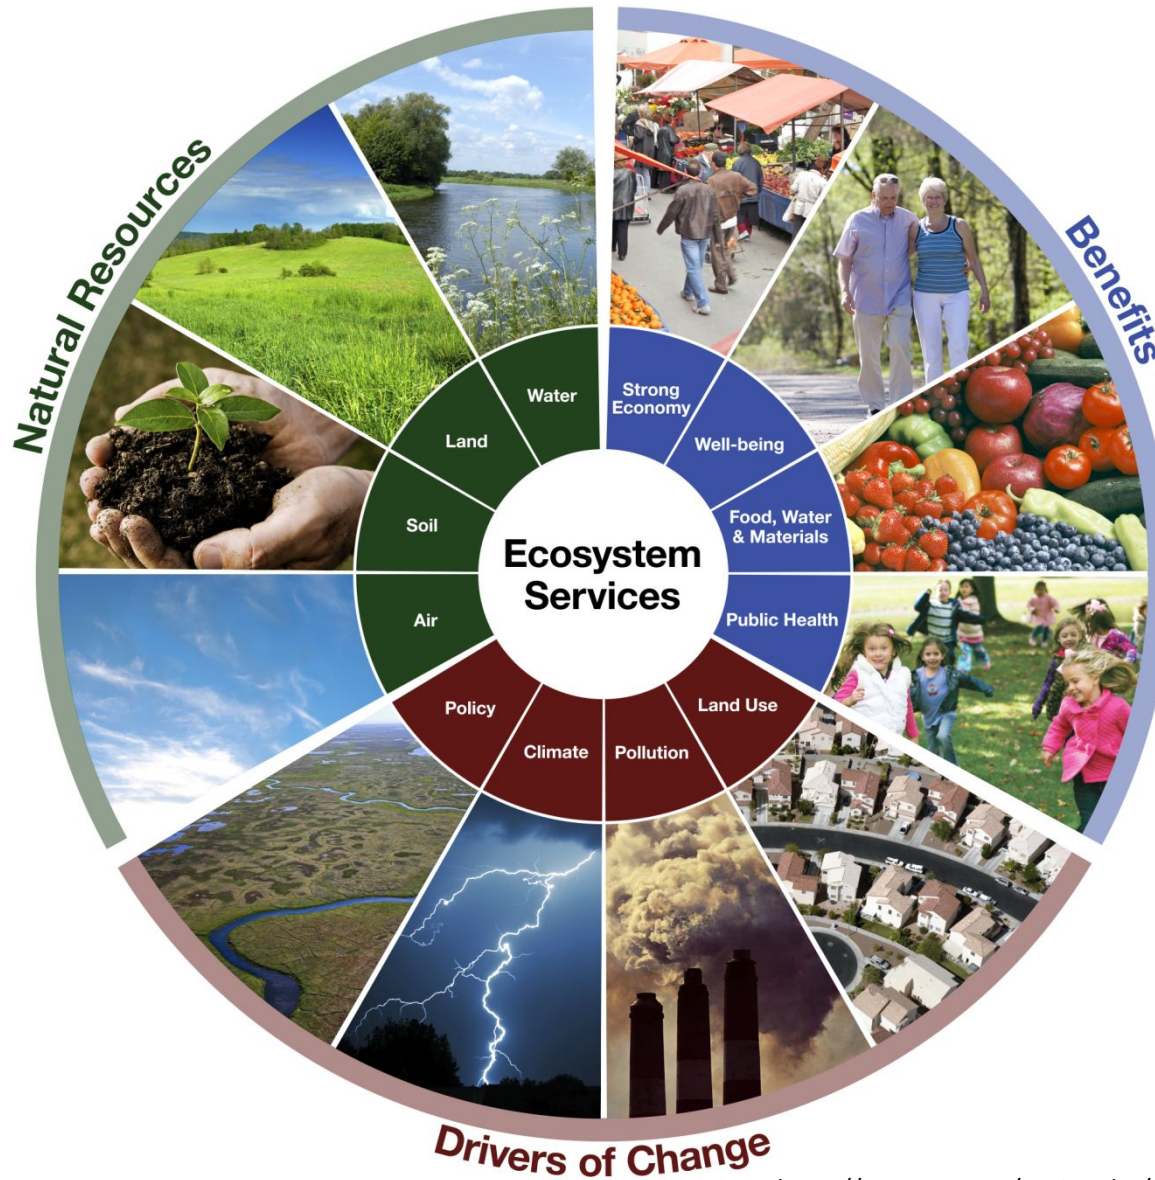 Natural Resources
Benefits
Water
Land
Soil
Air
Strong
Economy
Well-being
Food, Water
& Materials
Public Health
Ecosystem
Services
Policy
Climate
Pollution
Land Use
Drivers of Change